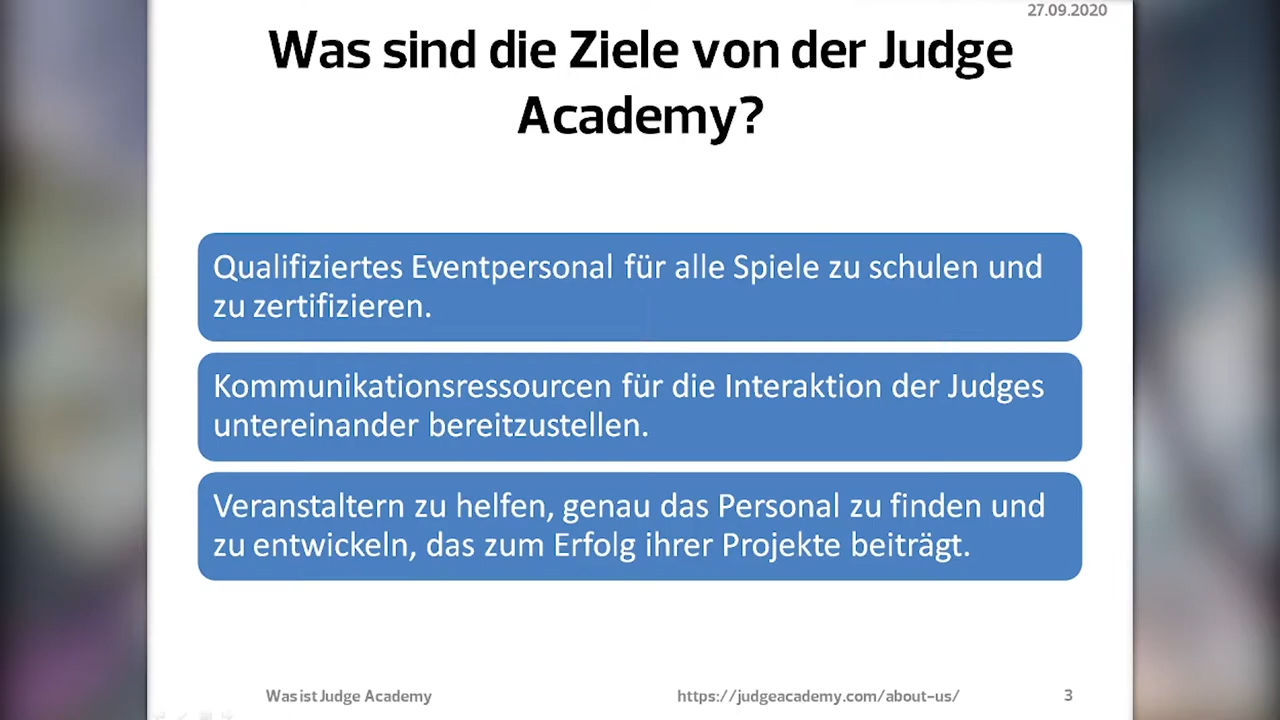 27.09.2020
Was sind die Ziele von der Judge
Academy?
Qualifiziertes Eventpersonal für alle Spiele zu schulen und
zu zertifizieren.
Kommunikationsressourcen für die Interaktion der Judges
untereinander bereitzustellen.
Veranstaltern zu helfen, genau das Personal zu finden und
zu entwickeln, das zum Erfolg ihrer Projekte beiträgt.
Was ist Judge Academy
https://judgeacademy.com/about-us/
3